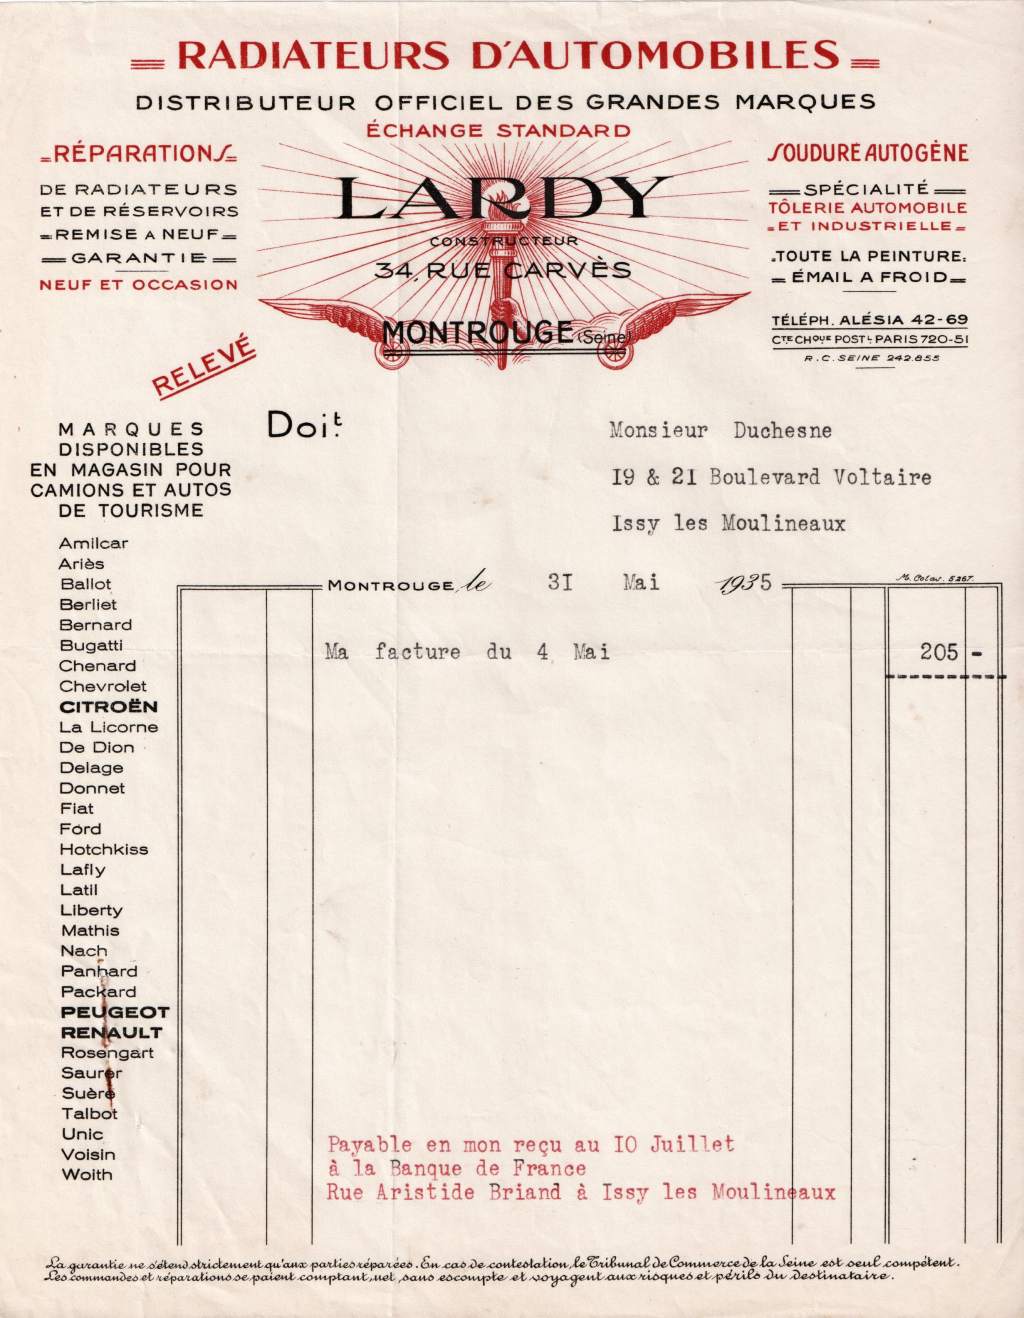 RADIATEURS D'AUTOMOBILES
DISTRIBUTEUR OFFICIEL DES GRANDES MARQUES
ÉCHANGE STANDARD
RÉPARATIONS
DE RADIATEURS
ET DE RÉSERVOIRS
REMISE A NEUF
GARANTIE
NEUF ET OCCASION
LARDY
CONSTRUCTEUR
34, RUE CARVÈS
MONTROUGE (Seine)
SOUDURE AUTOGÈNE
SPÉCIALITÉ
TÔLERIE AUTOMOBILE
ET INDUSTRIELLE
TOUTE LA PEINTURE
ÉMAIL A FROID
TÉLÉPH. ALÉSIA 42-69
CTE CHQUE POSTL PARIS 720-51
R.C. SEINE 242.855
RELEVÉ
Doit
Monsieur Duchesne
19 & 21 Boulevard Voltaire
Issy les Moulineaux
MARQUES
DISPONIBLES
EN MAGASIN POUR
CAMIONS ET AUTOS
DE TOURISME
Amilcar
Ariès
Ballot
Berliet
Bernard
Bugatti
Chenard
Chevrolet
CITROËN
La Licorne
De Dion
Delage
Donnet
Fiat
Ford
Hotchkiss
Lafly
Latil
Liberty
Mathis
Nach
Panhard
Packard
PEUGEOT
RENAULT
Rosengart
Saurer
Suère
Talbot
Unic
Voisin
Woith
MONTROUGE, le 31 Mai 1935
M. Colas. 5267.
Ma facture du 4 Mai 205 -
Payable en mon reçu au 10 Juillet
à la Banque de France
Rue Aristide Briand à Issy les Moulineaux
La garantie ne s'étend strictement qu'aux parties réparées. En cas de contestation, le Tribunal de Commerce de la Seine est seul compétent.
Les commandes et réparations se paient comptant, net, sans escompte et voyagent aux risques et périls du destinataire.